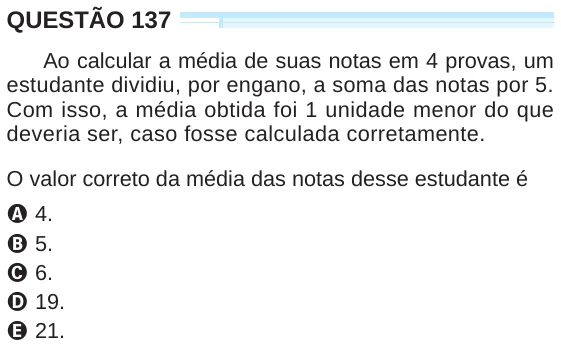 QUESTÃO 137
Ao calcular a média de suas notas em 4 provas, um
estudante dividiu, por engano, a soma das notas por 5.
Com isso, a média obtida foi 1 unidade menor do que
deveria ser, caso fosse calculada corretamente.
O valor correto da média das notas desse estudante é
A 4.
B 5.
C 6.
D 19.
E 21.